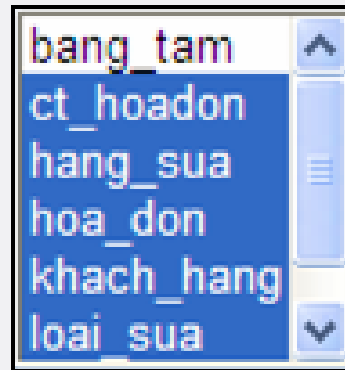 bang_tam
ct_hoadon
hang_sua
hoa_don
khach_hang
loai_sua